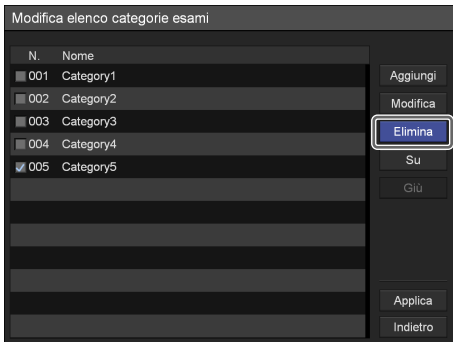 Modifica elenco categorie esami
N. Nome
001 Category1
002 Category2
003 Category3
004 Category4
005 Category5
Aggiungi
Modifica
Elimina
Su
Giù
Applica
Indietro